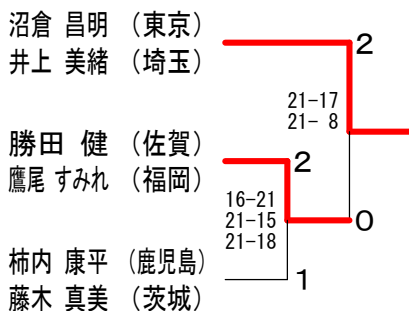 沼倉 昌明 （東京）
井上 美緒 （埼玉）
2
21-17
21- 8
勝田 健 （佐賀）
鷹尾 すみれ （福岡）
2
16-21
21-15
21-18
0
柿内 康平 （鹿児島）
藤木 真美 （茨城）
1